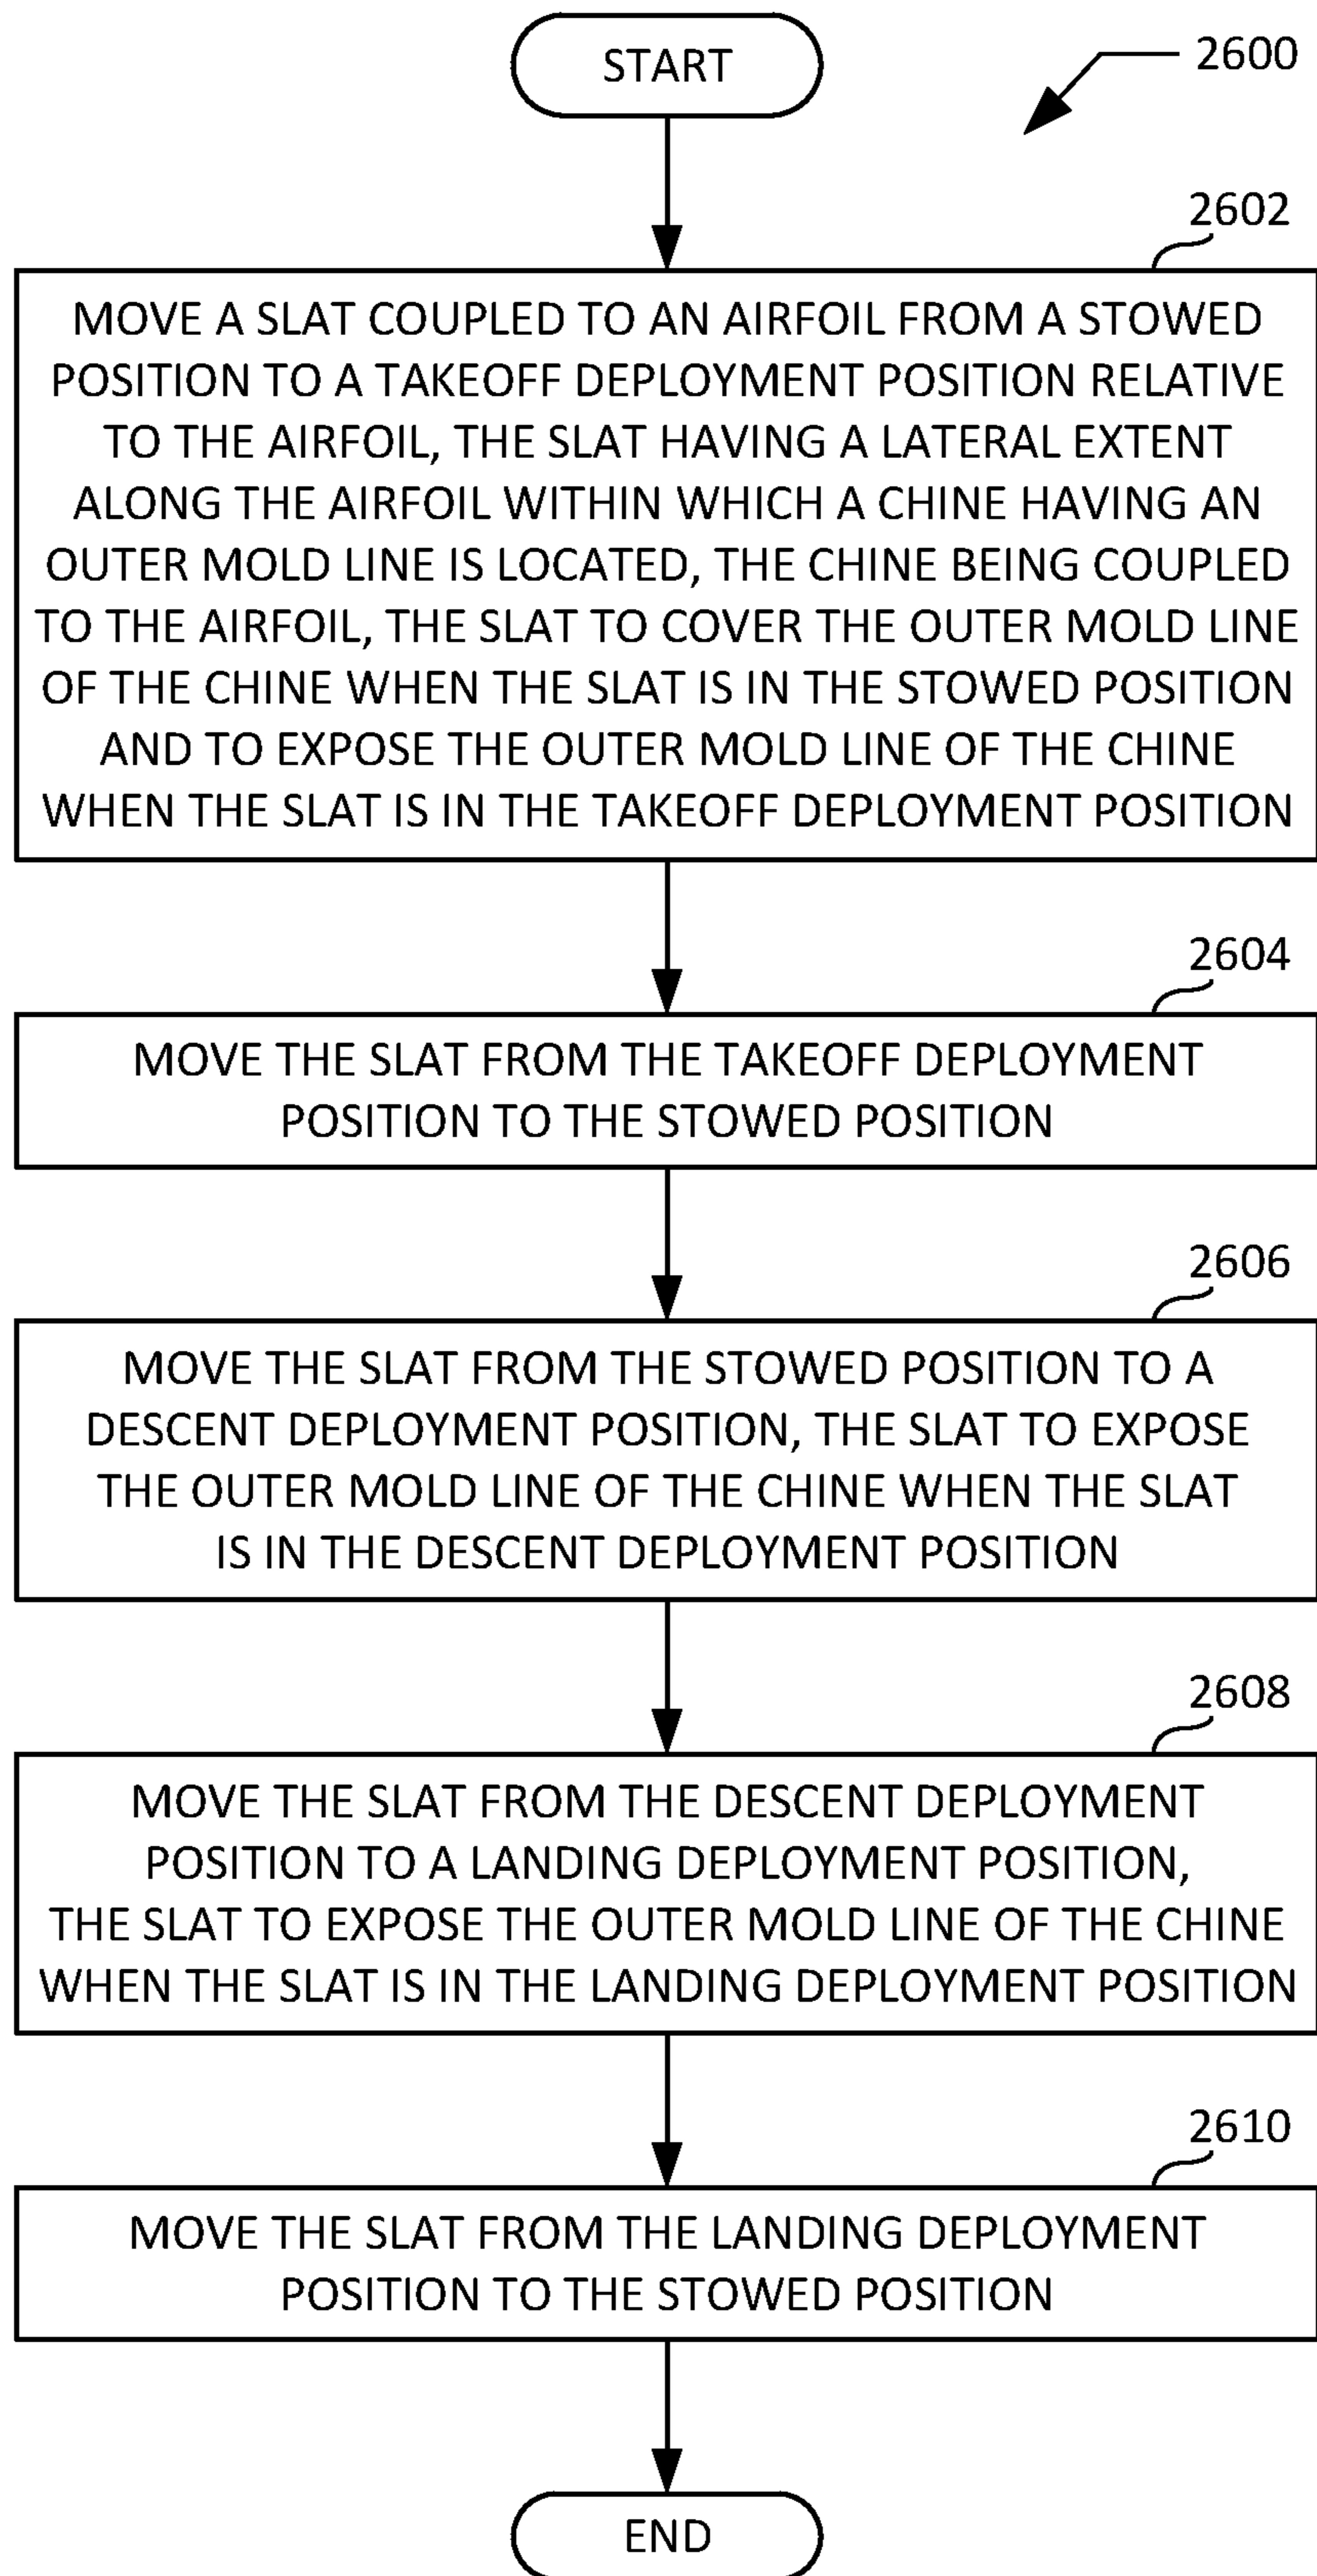 START
2600
2602
MOVE A SLAT COUPLED TO AN AIRFOIL FROM A STOWED
POSITION TO A TAKEOFF DEPLOYMENT POSITION RELATIVE
TO THE AIRFOIL, THE SLAT HAVING A LATERAL EXTENT
ALONG THE AIRFOIL WITHIN WHICH A CHINE HAVING AN
OUTER MOLD LINE IS LOCATED, THE CHINE BEING COUPLED
TO THE AIRFOIL, THE SLAT TO COVER THE OUTER MOLD LINE
OF THE CHINE WHEN THE SLAT IS IN THE STOWED POSITION
AND TO EXPOSE THE OUTER MOLD LINE OF THE CHINE
WHEN THE SLAT IS IN THE TAKEOFF DEPLOYMENT POSITION
2604
MOVE THE SLAT FROM THE TAKEOFF DEPLOYMENT
POSITION TO THE STOWED POSITION
2606
MOVE THE SLAT FROM THE STOWED POSITION TO A
DESCENT DEPLOYMENT POSITION, THE SLAT TO EXPOSE
THE OUTER MOLD LINE OF THE CHINE WHEN THE SLAT
IS IN THE DESCENT DEPLOYMENT POSITION
2608
MOVE THE SLAT FROM THE DESCENT DEPLOYMENT
POSITION TO A LANDING DEPLOYMENT POSITION,
THE SLAT TO EXPOSE THE OUTER MOLD LINE OF THE CHINE
WHEN THE SLAT IS IN THE LANDING DEPLOYMENT POSITION
2610
MOVE THE SLAT FROM THE LANDING DEPLOYMENT
POSITION TO THE STOWED POSITION
END